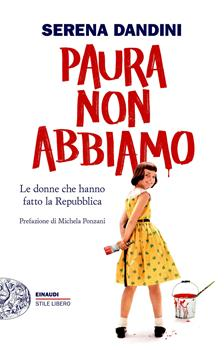 SERENA DANDINI
PAURA
NON
ABBIAMO
Le donne che hanno
fatto la Repubblica
Prefazione di Michela Ponzani
EINAUDI
STILE LIBERO